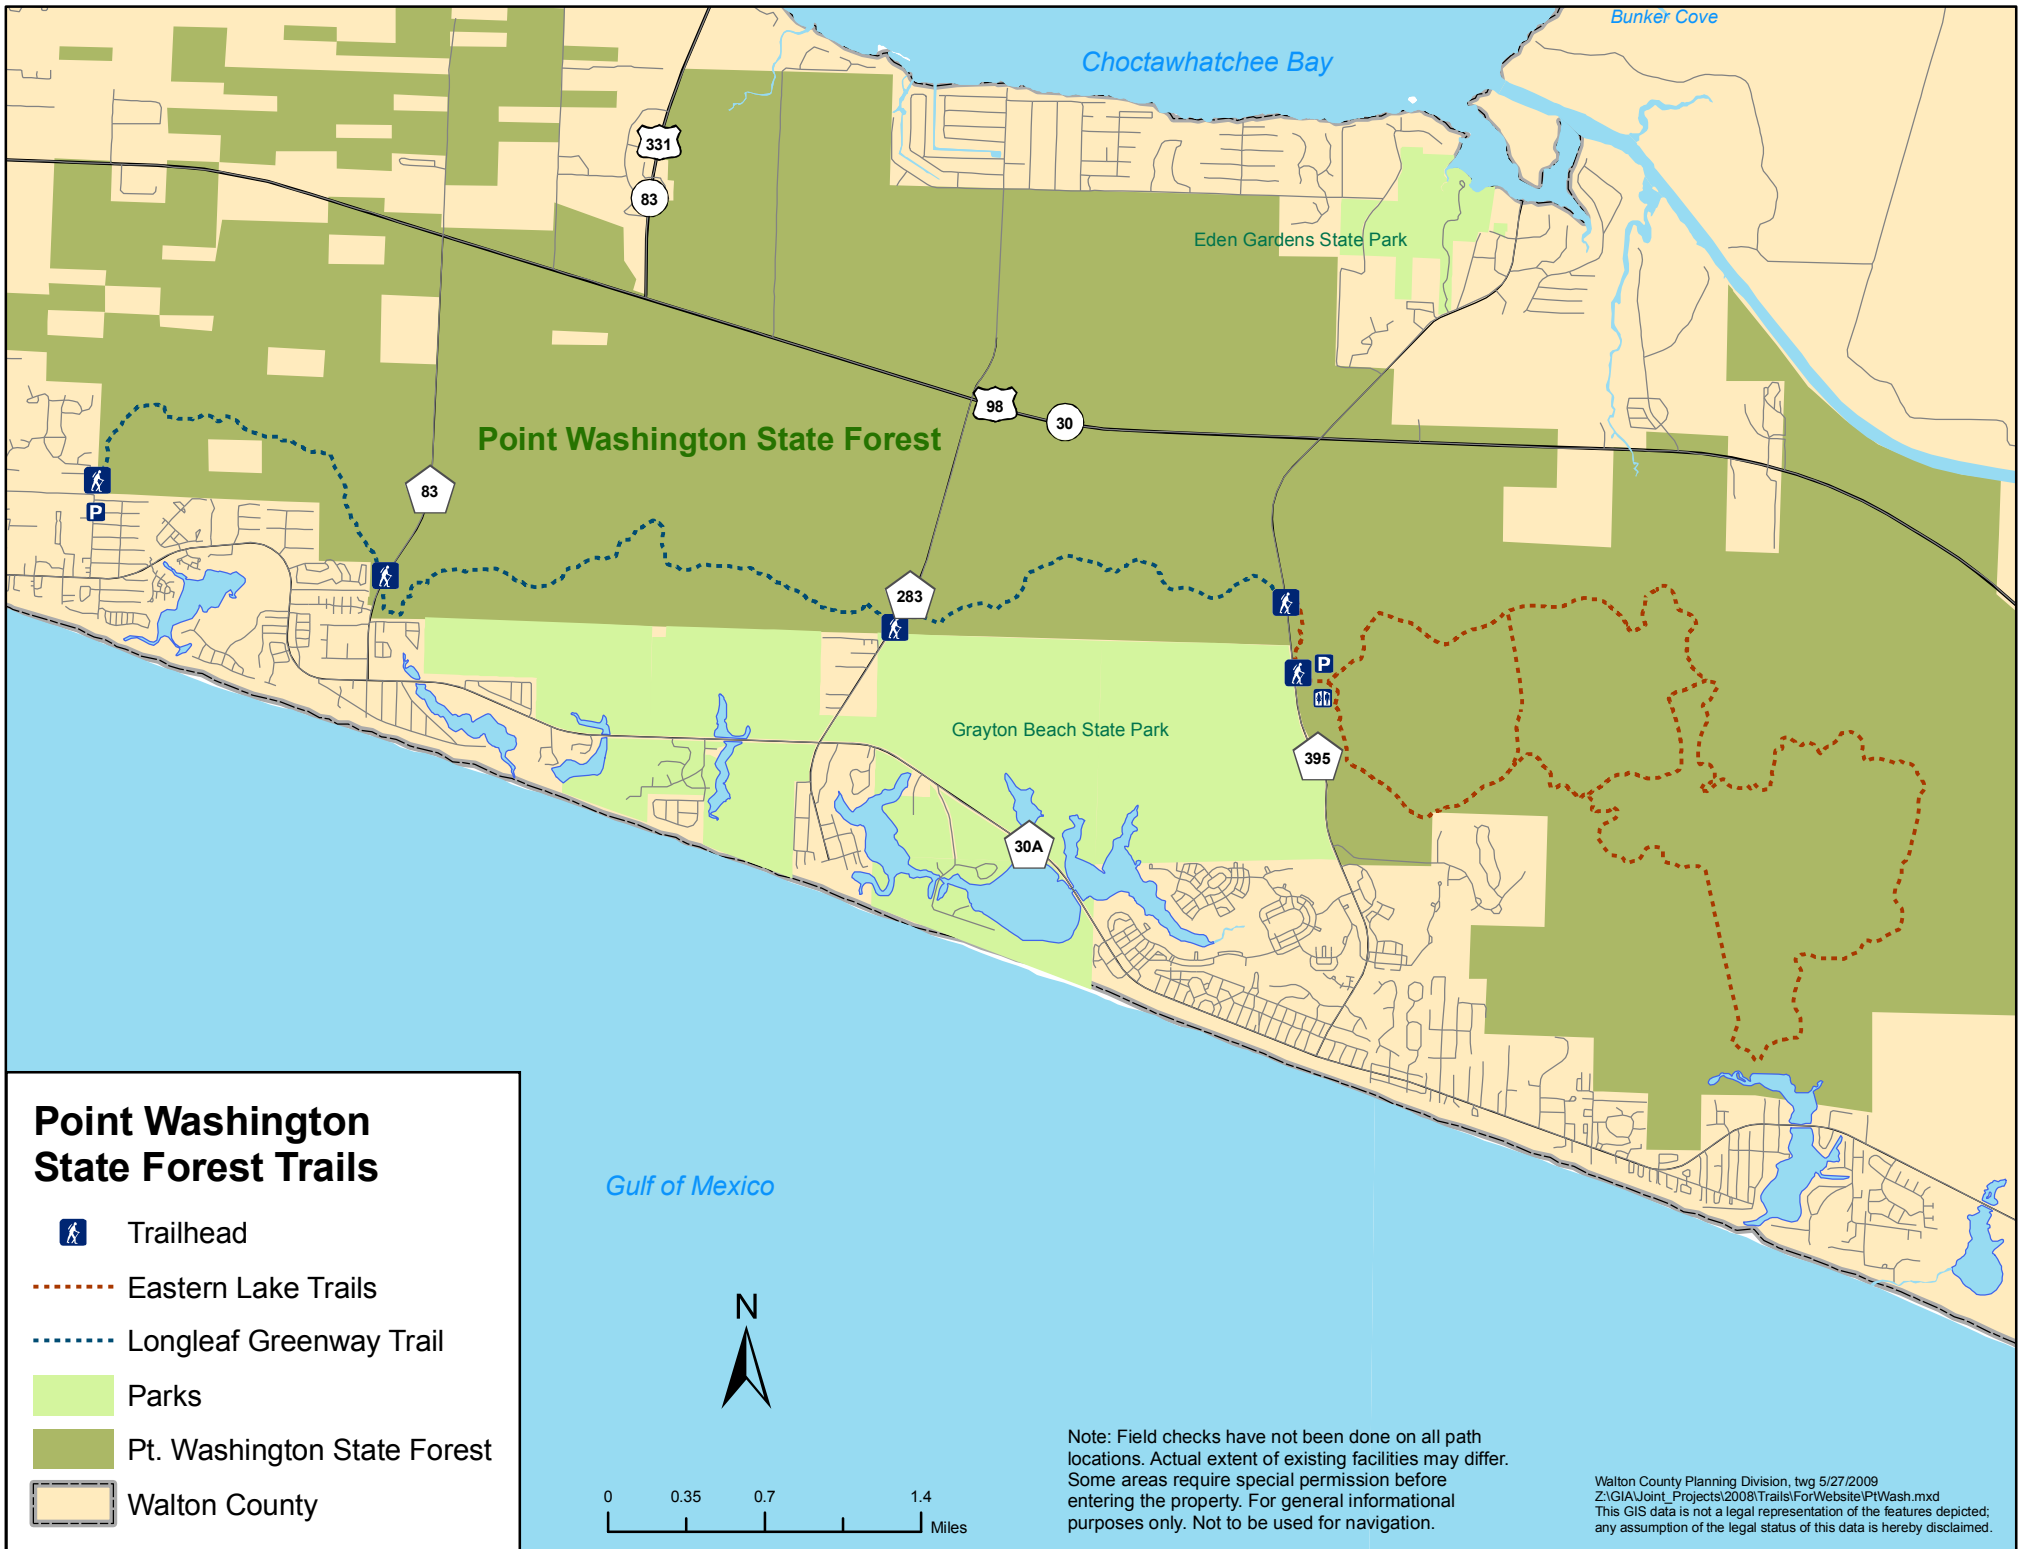 Bunker Cove
Choctawhatchee Bay
331
83
Eden Gardens State Park
98
30
Point Washington State Forest
83
P
283
P
Grayton Beach State Park
395
30A
Point Washington
State Forest Trails
Trailhead
Eastern Lake Trails
Longleaf Greenway Trail
Parks
Pt. Washington State Forest
Walton County
Gulf of Mexico
N
0 0.35 0.7 1.4
Miles
Note: Field checks have not been done on all path
locations. Actual extent of existing facilities may differ.
Some areas require special permission before
entering the property. For general informational
purposes only. Not to be used for navigation.
Walton County Planning Division, twg 5/27/2009
Z:\GIA\Joint_Projects\2008\Trails\ForWebsite\PtWash.mxd
This GIS data is not a legal representation of the features depicted;
any assumption of the legal status of this data is hereby disclaimed.